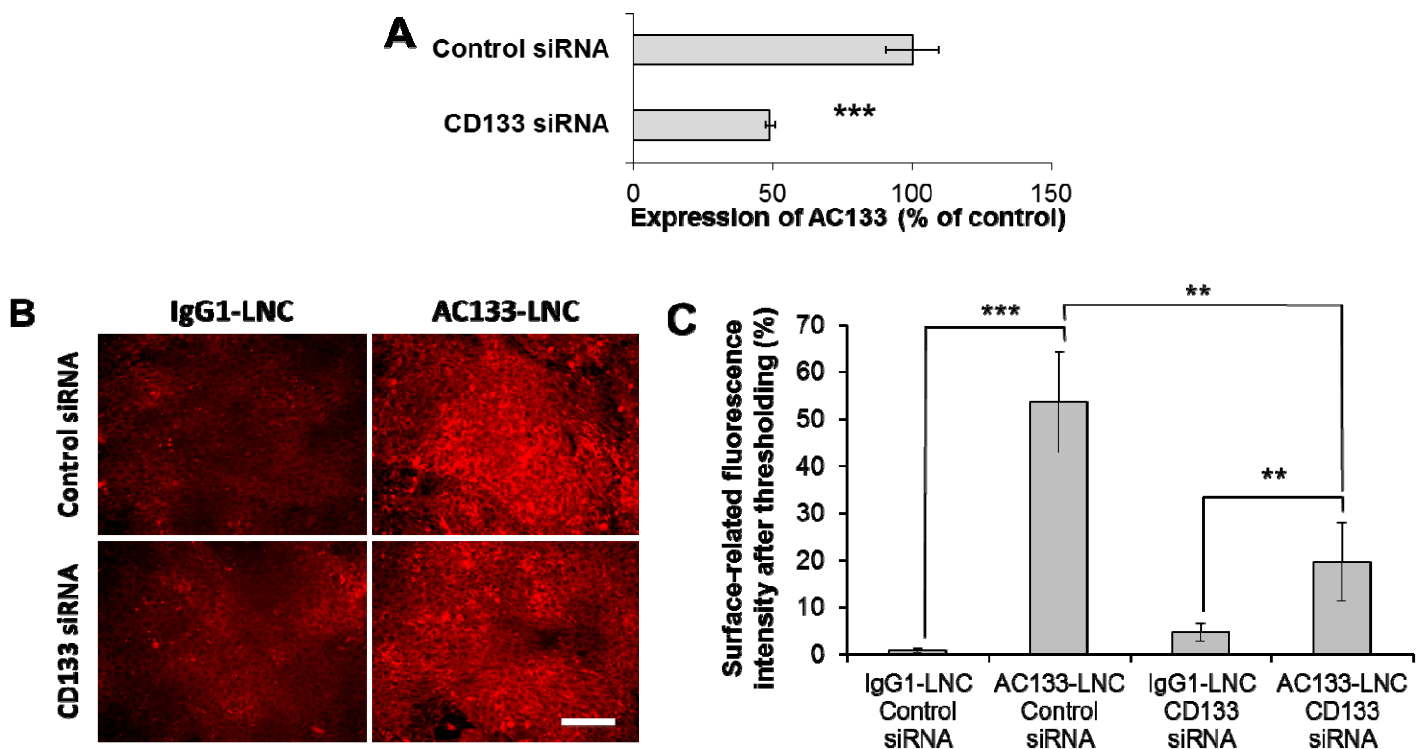 A
Control siRNA
CD133 siRNA
***
0 50 100 150
Expression of AC133 (% of control)
B
IgG1-LNC AC133-LNC
Control siRNA
CD133 siRNA
C
Surface-related fluorescence
intensity after thresholding (%)
70
60
50
40
30
20
10
0
***
**
**
IgG1-LNC
Control
siRNA
AC133-LNC
Control
siRNA
IgG1-LNC
CD133
siRNA
AC133-LNC
CD133
siRNA